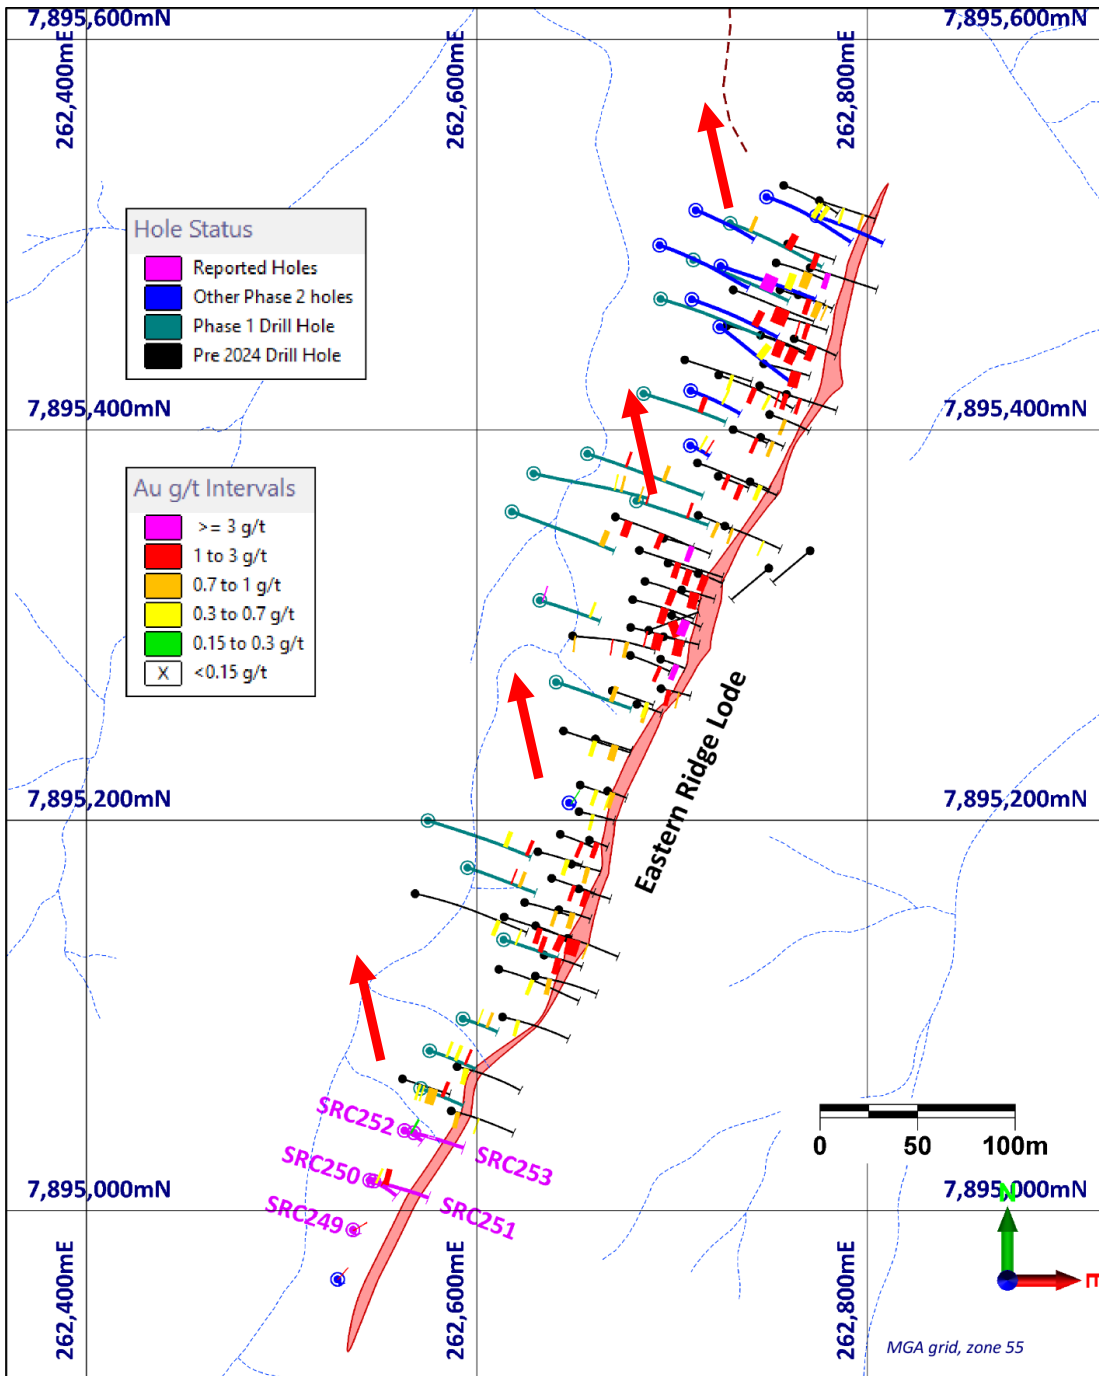 7,895,600mN
7,895,600mN
262,400mE
262,600mE
262,800mE
Hole Status
Reported Holes
Other Phase 2 holes
Phase 1 Drill Hole
Pre 2024 Drill Hole
7,895,400mN
7,895,400mN
Au g/t Intervals
>= 3 g/t
1 to 3 g/t
0.7 to 1 g/t
0.3 to 0.7 g/t
0.15 to 0.3 g/t
X <0.15 g/t
Eastern Ridge Lode
7,895,200mN
7,895,200mN
SRC252
SRC253
SRC250
SRC251
SRC249
0 50 100m
7,895,000mN
7,895,000mN
N
E
262,400mE
262,600mE
262,800mE
MGA grid, zone 55